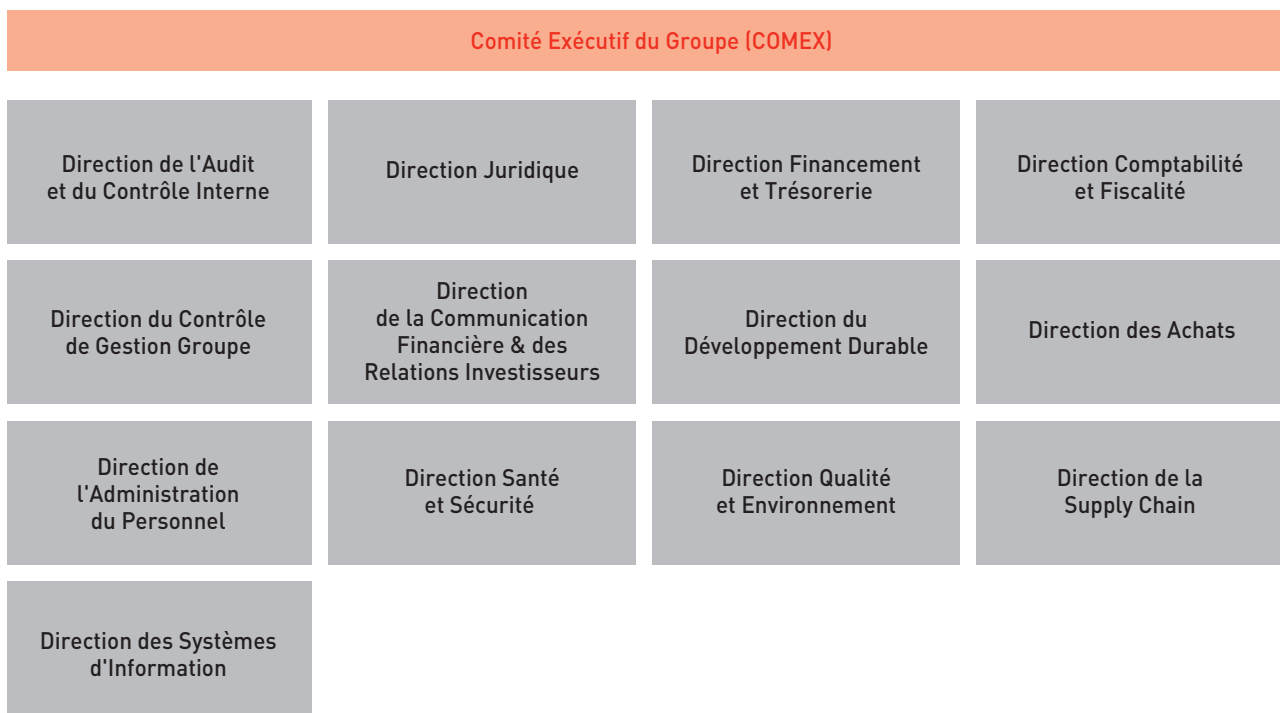 Comité Exécutif du Groupe (COMEX)
Direction de l'Audit
et du Contrôle Interne
Direction Juridique
Direction Financement
et Trésorerie
Direction Comptabilité
et Fiscalité
Direction du Contrôle
de Gestion Groupe
Direction
de la Communication
Financière & des
Relations Investisseurs
Direction du
Développement Durable
Direction des Achats
Direction de
l'Administration
du Personnel
Direction Santé
et Sécurité
Direction Qualité
et Environnement
Direction de la
Supply Chain
Direction des Systèmes
d'Information